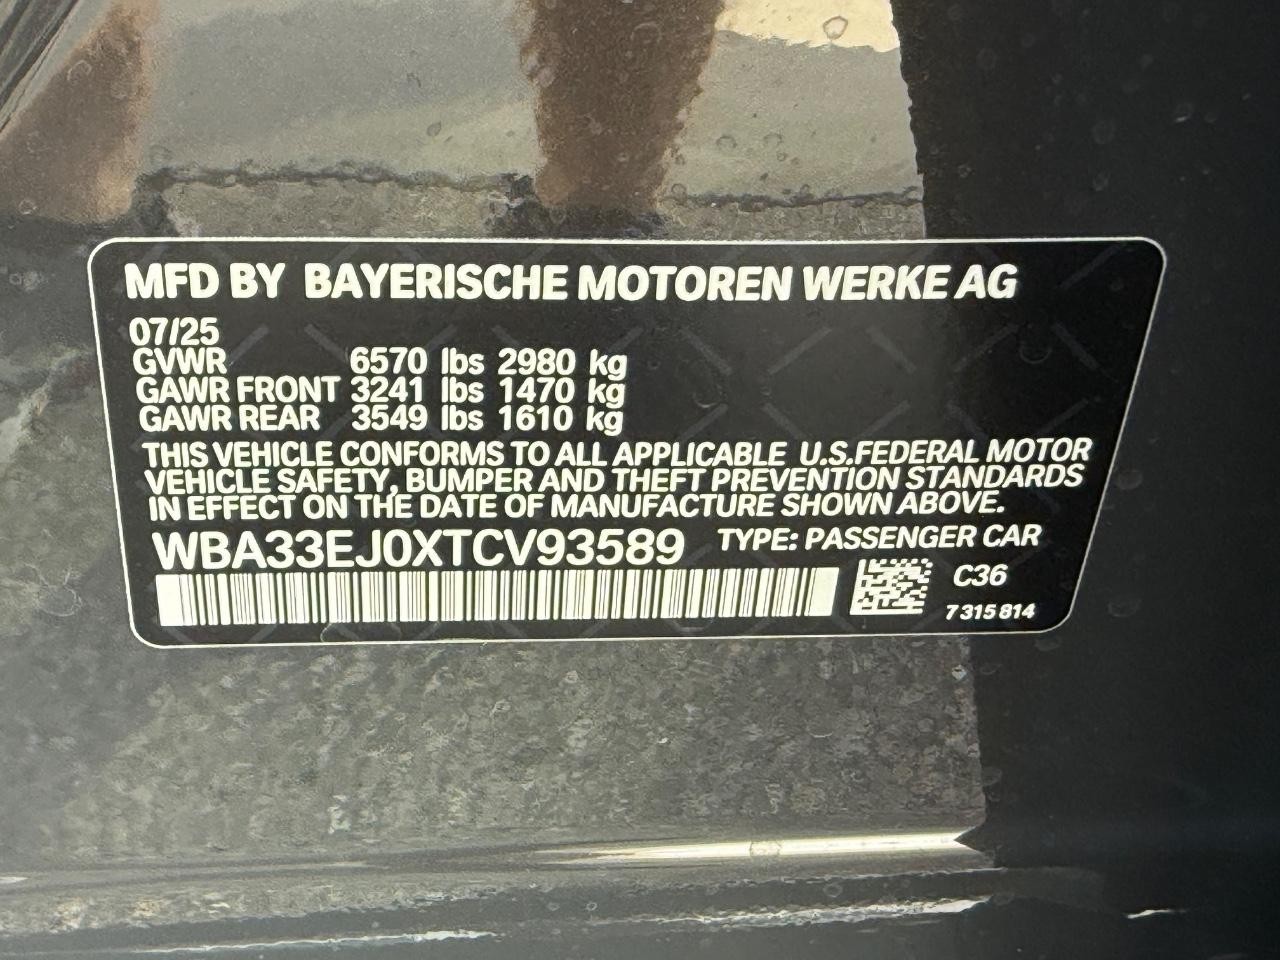 MFD BY BAYERISCHE MOTOREN WERKE AG
07/25
GVWR 6570 lbs 2980 kg
GAWR FRONT 3241 lbs 1470 kg
GAWR REAR 3549 lbs 1610 kg
THIS VEHICLE CONFORMS TO ALL APPLICABLE U.S.FEDERAL MOTOR
VEHICLE SAFETY, BUMPER AND THEFT PREVENTION STANDARDS
IN EFFECT ON THE DATE OF MANUFACTURE SHOWN ABOVE.
WBA33EJ0XTCV93589 TYPE: PASSENGER CAR
C36
7 315 814